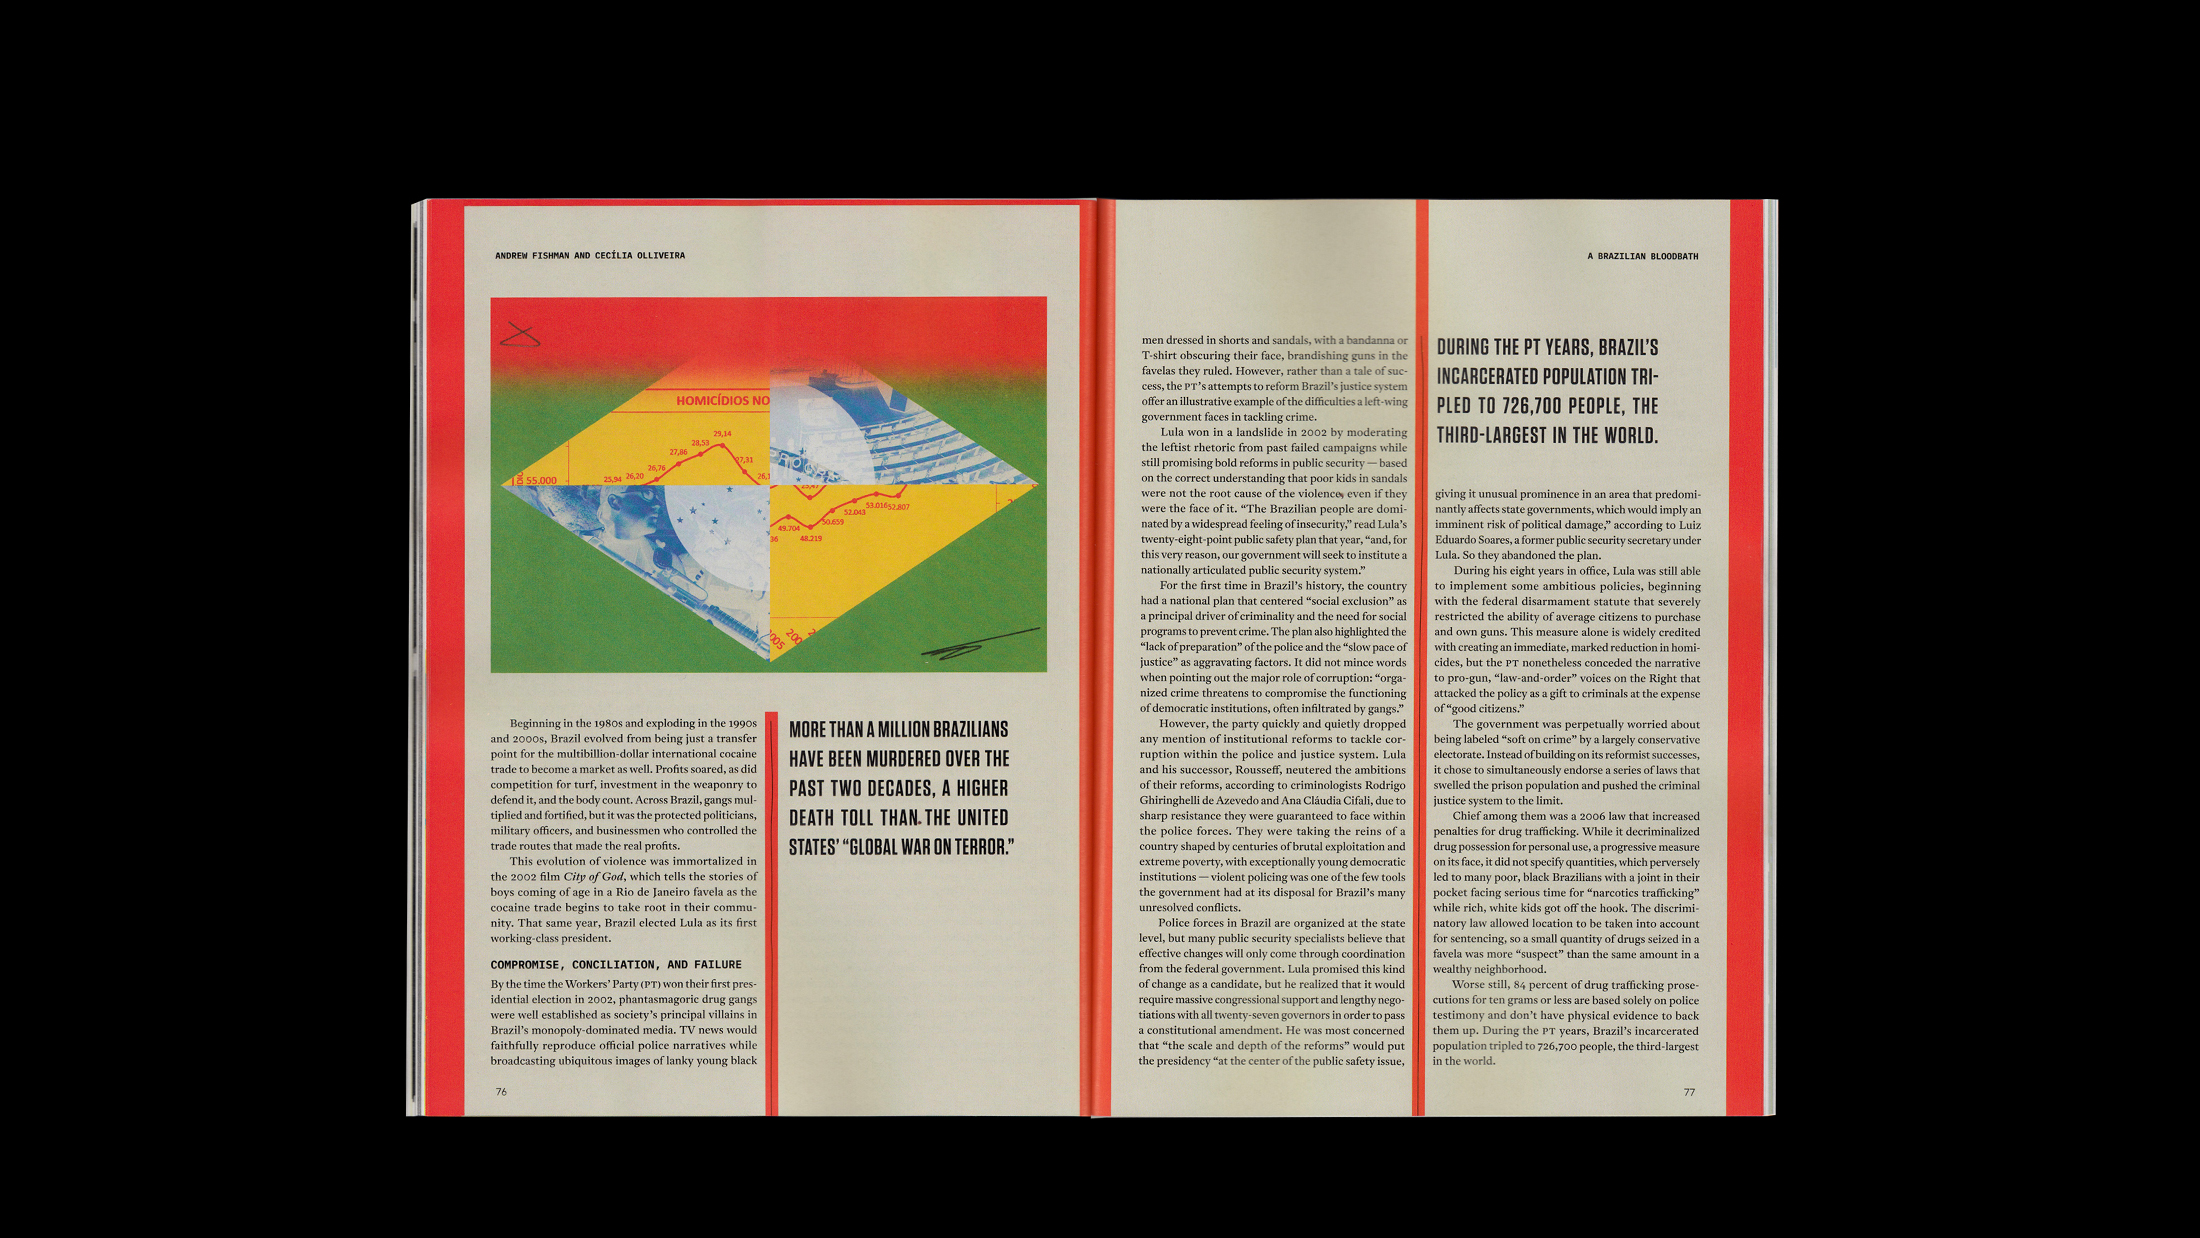 ANDREW FISHMAN AND CECÍLIA OLLIVEIRA
HOMICÍDIOS NO
29,14
28,53
27,86
27,31
26,76
26,20
25,94
26,1
55.000
53.016
52.807
52.043
50.659
49.704
48.219
36
2005
Beginning in the 1980s and exploding in the 1990s
and 2000s, Brazil evolved from being just a transfer
point for the multibillion-dollar international cocaine
trade to become a market as well. Profits soared, as did
competition for turf, investment in the weaponry to
defend it, and the body count. Across Brazil, gangs mul-
tiplied and fortified, but it was the protected politicians,
military officers, and businessmen who controlled the
trade routes that made the real profits.
This evolution of violence was immortalized in
the 2002 film City of God, which tells the stories of
boys coming of age in a Rio de Janeiro favela as the
cocaine trade begins to take root in their commu-
nity. That same year, Brazil elected Lula as its first
working-class president.
COMPROMISE, CONCILIATION, AND FAILURE
By the time the Workers’ Party (PT) won their first pres-
idential election in 2002, phantasmagoric drug gangs
were well established as society’s principal villains in
Brazil’s monopoly-dominated media. TV news would
faithfully reproduce official police narratives while
broadcasting ubiquitous images of lanky young black
MORE THAN A MILLION BRAZILIANS
HAVE BEEN MURDERED OVER THE
PAST TWO DECADES, A HIGHER
DEATH TOLL THAN THE UNITED
STATES’ “GLOBAL WAR ON TERROR.”
76
A BRAZILIAN BLOODBATH
men dressed in shorts and sandals, with a bandanna or
T-shirt obscuring their face, brandishing guns in the
favelas they ruled. However, rather than a tale of suc-
cess, the PT’s attempts to reform Brazil’s justice system
offer an illustrative example of the difficulties a left-wing
government faces in tackling crime.
Lula won in a landslide in 2002 by moderating
the leftist rhetoric from past failed campaigns while
still promising bold reforms in public security — based
on the correct understanding that poor kids in sandals
were not the root cause of the violence, even if they
were the face of it. “The Brazilian people are domi-
nated by a widespread feeling of insecurity,” read Lula’s
twenty-eight-point public safety plan that year, “and, for
this very reason, our government will seek to institute a
nationally articulated public security system.”
For the first time in Brazil’s history, the country
had a national plan that centered “social exclusion” as
a principal driver of criminality and the need for social
programs to prevent crime. The plan also highlighted the
“lack of preparation” of the police and the “slow pace of
justice” as aggravating factors. It did not mince words
when pointing out the major role of corruption: “orga-
nized crime threatens to compromise the functioning
of democratic institutions, often infiltrated by gangs.”
However, the party quickly and quietly dropped
any mention of institutional reforms to tackle cor-
ruption within the police and justice system. Lula
and his successor, Rousseff, neutered the ambitions
of their reforms, according to criminologists Rodrigo
Ghiringhelli de Azevedo and Ana Cláudia Cifali, due to
sharp resistance they were guaranteed to face within
the police forces. They were taking the reins of a
country shaped by centuries of brutal exploitation and
extreme poverty, with exceptionally young democratic
institutions — violent policing was one of the few tools
the government had at its disposal for Brazil’s many
unresolved conflicts.
Police forces in Brazil are organized at the state
level, but many public security specialists believe that
effective changes will only come through coordination
from the federal government. Lula promised this kind
of change as a candidate, but he realized that it would
require massive congressional support and lengthy nego-
tiations with all twenty-seven governors in order to pass
a constitutional amendment. He was most concerned
that “the scale and depth of the reforms” would put
the presidency “at the center of the public safety issue,
DURING THE PT YEARS, BRAZIL’S
INCARCERATED POPULATION TRI-
PLED TO 726,700 PEOPLE, THE
THIRD-LARGEST IN THE WORLD.
giving it unusual prominence in an area that predomi-
nantly affects state governments, which would imply an
imminent risk of political damage,” according to Luiz
Eduardo Soares, a former public security secretary under
Lula. So they abandoned the plan.
During his eight years in office, Lula was still able
to implement some ambitious policies, beginning
with the federal disarmament statute that severely
restricted the ability of average citizens to purchase
and own guns. This measure alone is widely credited
with creating an immediate, marked reduction in homi-
cides, but the PT nonetheless conceded the narrative
to pro-gun, “law-and-order” voices on the Right that
attacked the policy as a gift to criminals at the expense
of “good citizens.”
The government was perpetually worried about
being labeled “soft on crime” by a largely conservative
electorate. Instead of building on its reformist successes,
it chose to simultaneously endorse a series of laws that
swelled the prison population and pushed the criminal
justice system to the limit.
Chief among them was a 2006 law that increased
penalties for drug trafficking. While it decriminalized
drug possession for personal use, a progressive measure
on its face, it did not specify quantities, which perversely
led to many poor, black Brazilians with a joint in their
pocket facing serious time for “narcotics trafficking”
while rich, white kids got off the hook. The discrimi-
natory law allowed location to be taken into account
for sentencing, so a small quantity of drugs seized in a
favela was more “suspect” than the same amount in a
wealthy neighborhood.
Worse still, 84 percent of drug trafficking prose-
cutions for ten grams or less are based solely on police
testimony and don’t have physical evidence to back
them up. During the PT years, Brazil’s incarcerated
population tripled to 726,700 people, the third-largest
in the world.
77